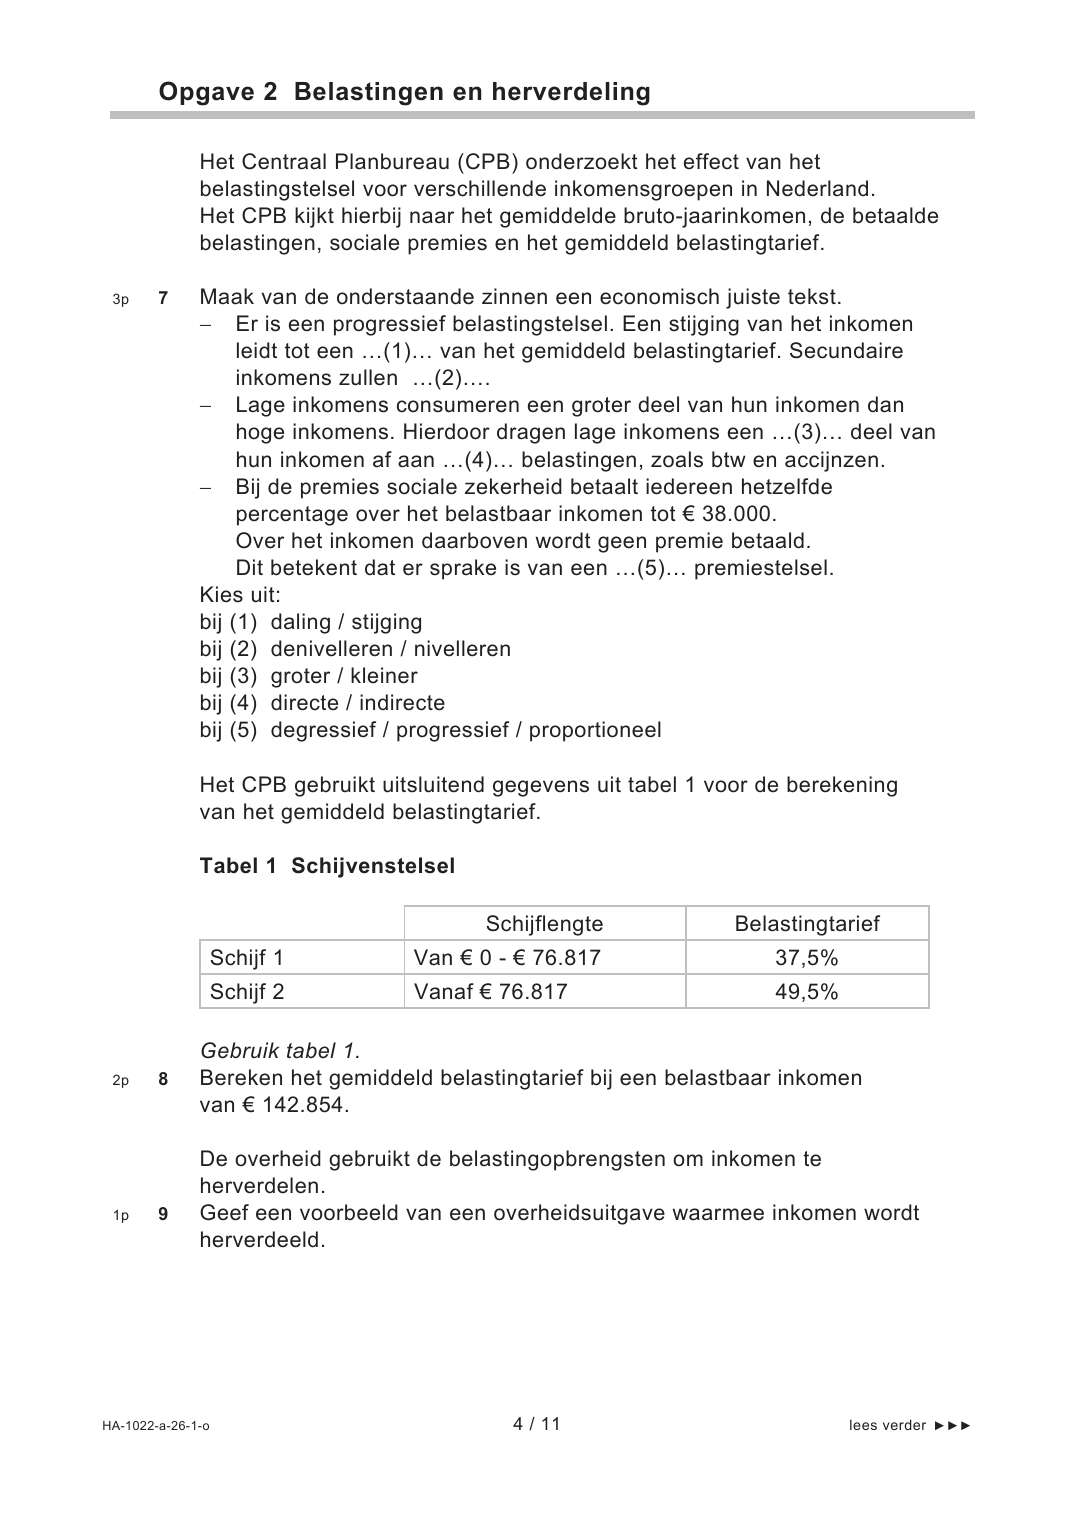 Opgave 2  Belastingen en herverdeling
Het Centraal Planbureau (CPB) onderzoekt het effect van het
belastingstelsel voor verschillende inkomensgroepen in Nederland.
Het CPB kijkt hierbij naar het gemiddelde bruto-jaarinkomen, de betaalde
belastingen, sociale premies en het gemiddeld belastingtarief.
3p 7 Maak van de onderstaande zinnen een economisch juiste tekst.
– Er is een progressief belastingstelsel. Een stijging van het inkomen
leidt tot een …(1)… van het gemiddeld belastingtarief. Secundaire
inkomens zullen …(2)….
– Lage inkomens consumeren een groter deel van hun inkomen dan
hoge inkomens. Hierdoor dragen lage inkomens een …(3)… deel van
hun inkomen af aan …(4)… belastingen, zoals btw en accijnzen.
– Bij de premies sociale zekerheid betaalt iedereen hetzelfde
percentage over het belastbaar inkomen tot € 38.000.
Over het inkomen daarboven wordt geen premie betaald.
Dit betekent dat er sprake is van een …(5)… premiestelsel.
Kies uit:
bij (1) daling / stijging
bij (2) denivelleren / nivelleren
bij (3) groter / kleiner
bij (4) directe / indirecte
bij (5) degressief / progressief / proportioneel
Het CPB gebruikt uitsluitend gegevens uit tabel 1 voor de berekening
van het gemiddeld belastingtarief.
Tabel 1  Schijvenstelsel
Schijflengte Belastingtarief
Schijf 1 Van € 0 - € 76.817 37,5%
Schijf 2 Vanaf € 76.817 49,5%
Gebruik tabel 1.
2p 8 Bereken het gemiddeld belastingtarief bij een belastbaar inkomen
van € 142.854.
De overheid gebruikt de belastingopbrengsten om inkomen te
herverdelen.
1p 9 Geef een voorbeeld van een overheidsuitgave waarmee inkomen wordt
herverdeeld.
HA-1022-a-26-1-o 4 / 11 lees verder ►►►